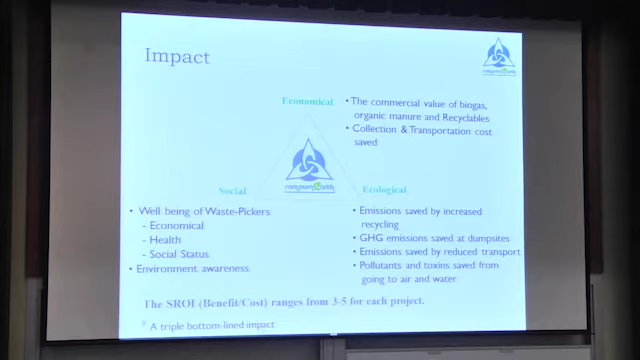 Impact
Economical
• The commercial value of biogas,
organic manure and Recyclables
• Collection & Transportation cost
saved
Social
Ecological
• Well being of Waste-Pickers
- Economical
- Health
- Social Status
• Environment awareness
• Emissions saved by increased
recycling
• GHG emissions saved at dumpsites
• Emissions saved by reduced transport
• Pollutants and toxins saved from
going to air and water
The SROI (Benefit/Cost) ranges from 3-5 for each project.
A triple bottom-lined impact